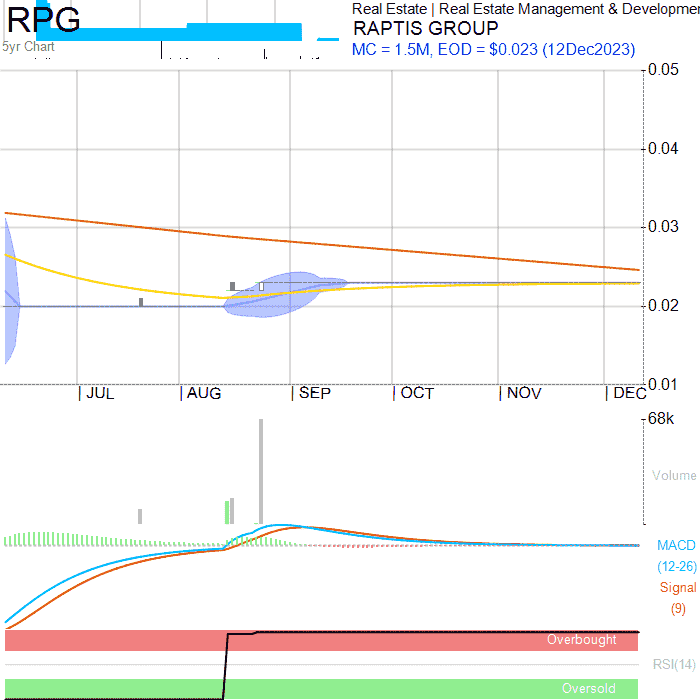 RPG
Real Estate | Real Estate Management & Developmen
RAPTIS GROUP
5yr Chart
MC = 1.5M, EOD = $0.023 (12Dec2023)
0.05
0.04
0.03
0.02
0.01
JUL AUG SEP OCT NOV DEC
68k
Volume
MACD
(12-26)
Signal
(9)
Overbought
RSI(14)
Oversold